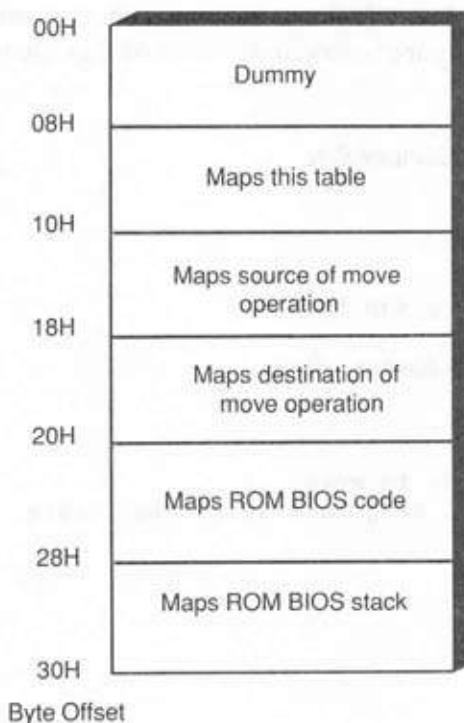 00H
Dummy
08H
Maps this table
10H
Maps source of move
operation
18H
Maps destination of
move operation
20H
Maps ROM BIOS code
28H
Maps ROM BIOS stack
30H
Byte Offset